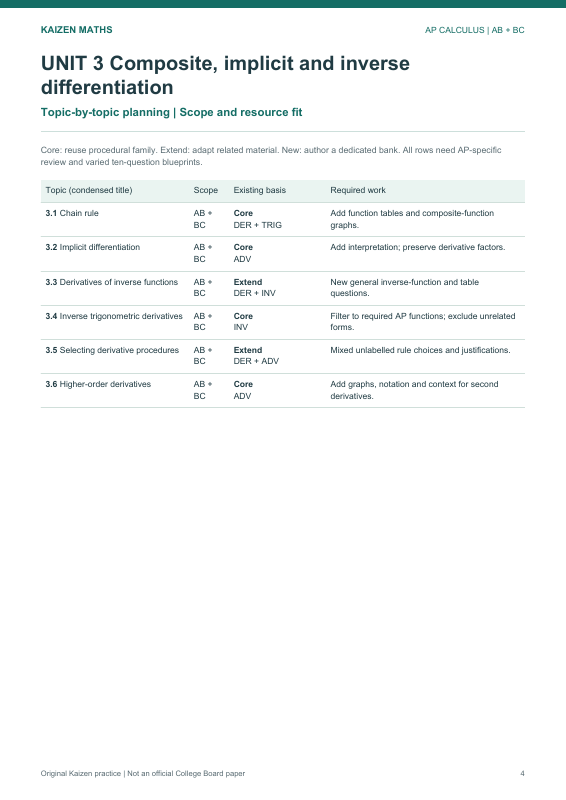 KAIZEN MATHS
AP CALCULUS | AB + BC
UNIT 3 Composite, implicit and inverse
differentiation
Topic-by-topic planning | Scope and resource fit
Core: reuse procedural family. Extend: adapt related material. New: author a dedicated bank. All rows need AP-specific
review and varied ten-question blueprints.
Topic (condensed title) Scope Existing basis Required work
3.1 Chain rule AB + Core Add function tables and composite-function
BC DER + TRIG graphs.
3.2 Implicit differentiation AB + Core Add interpretation; preserve derivative factors.
BC ADV
3.3 Derivatives of inverse functions AB + Extend New general inverse-function and table
BC DER + INV questions.
3.4 Inverse trigonometric derivatives AB + Core Filter to required AP functions; exclude unrelated
BC INV forms.
3.5 Selecting derivative procedures AB + Extend Mixed unlabelled rule choices and justifications.
BC DER + ADV
3.6 Higher-order derivatives AB + Core Add graphs, notation and context for second
BC ADV derivatives.
Original Kaizen practice | Not an official College Board paper
4